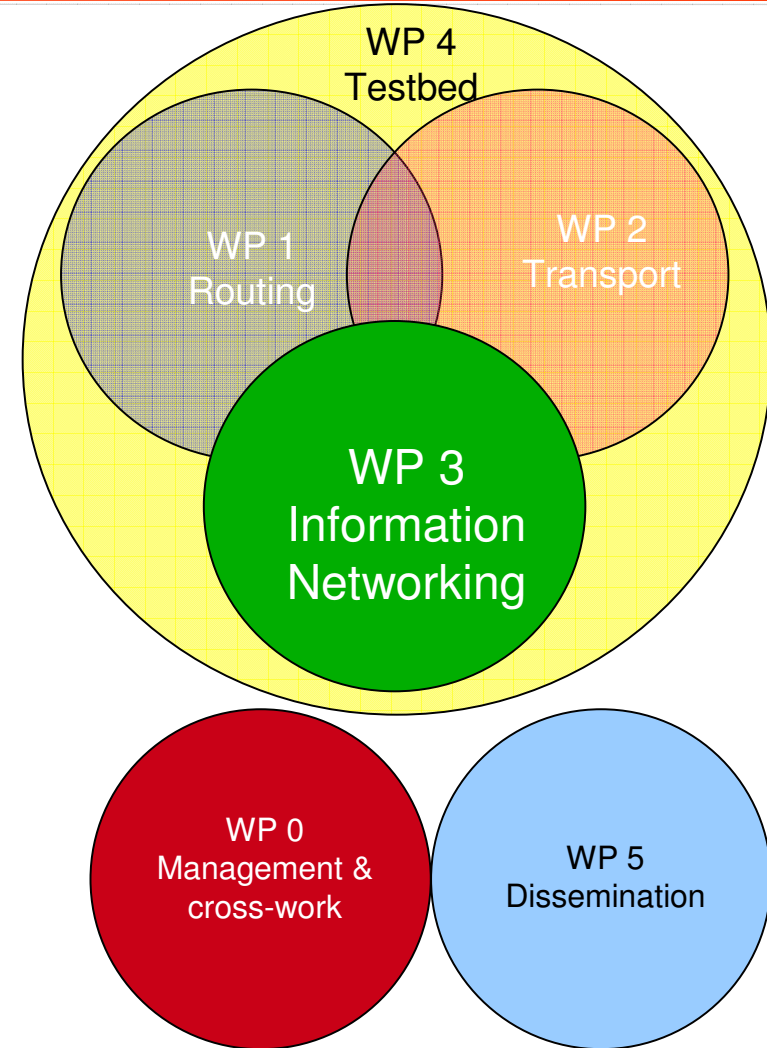 WP 4
Testbed
WP 1
Routing
WP 2
Transport
WP 3
Information
Networking
WP 0
Management &
cross-work
WP 5
Dissemination